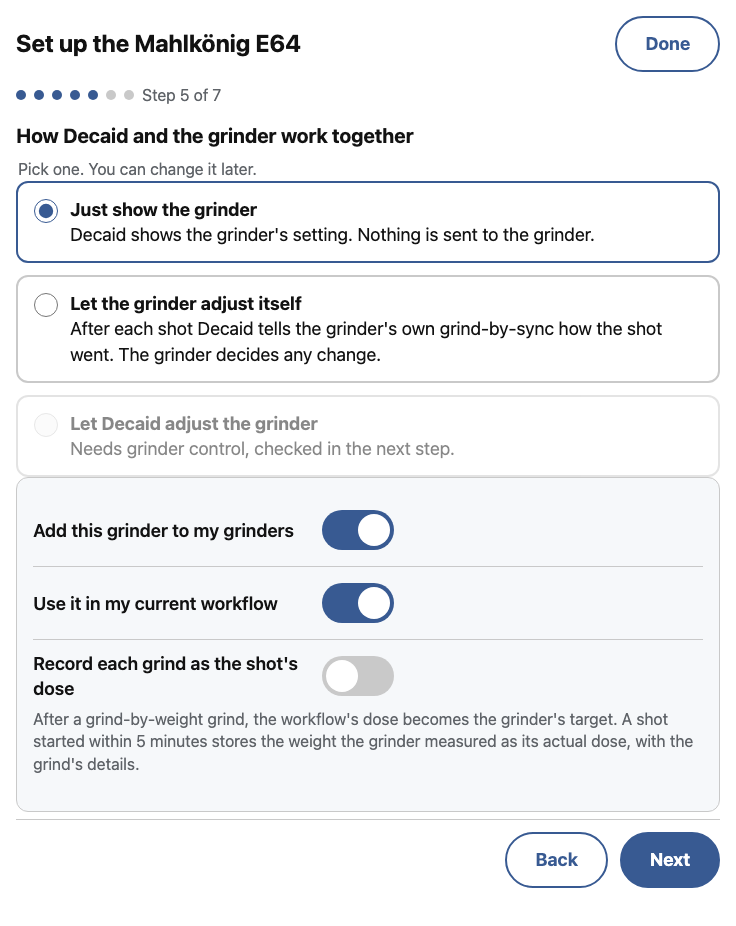 Set up the Mahlkönig E64
Done
Step 5 of 7
How Decaid and the grinder work together
Pick one. You can change it later.
Just show the grinder
Decaid shows the grinder's setting. Nothing is sent to the grinder.
Let the grinder adjust itself
After each shot Decaid tells the grinder's own grind-by-sync how the shot
went. The grinder decides any change.
Let Decaid adjust the grinder
Needs grinder control, checked in the next step.
Add this grinder to my grinders
Use it in my current workflow
Record each grind as the shot's
dose
After a grind-by-weight grind, the workflow's dose becomes the grinder's target. A shot
started within 5 minutes stores the weight the grinder measured as its actual dose, with the
grind's details.
Back
Next